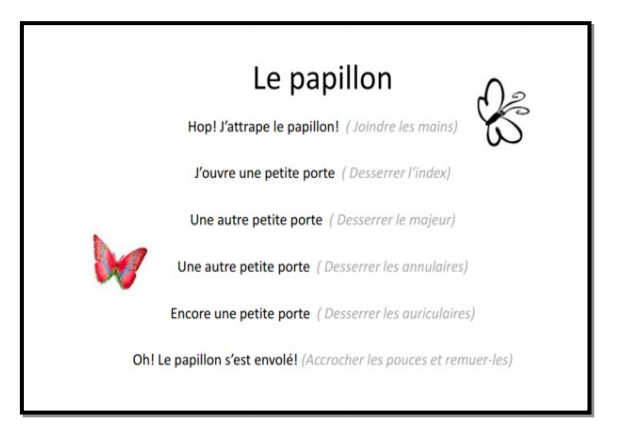 Le papillon
Hop! J'attrape le papillon! ( Joindre les mains)
J'ouvre une petite porte ( Desserrer l'index)
Une autre petite porte ( Desserrer le majeur)
Une autre petite porte ( Desserrer les annulaires)
Encore une petite porte ( Desserrer les auriculaires)
Oh! Le papillon s'est envolé! (Accrocher les pouces et remuer-les)